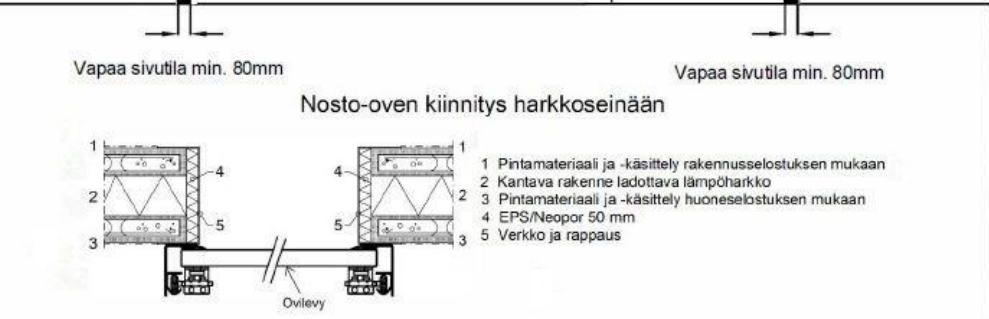 Vapaa sivutila min. 80mm
Vapaa sivutila min. 80mm
Nosto-oven kiinnitys harkkoseinään
1
2
3
4
5
4
5
1
2
3
1 Pintamateriaali ja -käsittely rakennusselostuksen mukaan
2 Kantava rakenne ladottava lämpöharkko
3 Pintamateriaali ja -käsittely huoneselostuksen mukaan
4 EPS/Neopor 50 mm
5 Verkko ja rappaus
Ovilevy